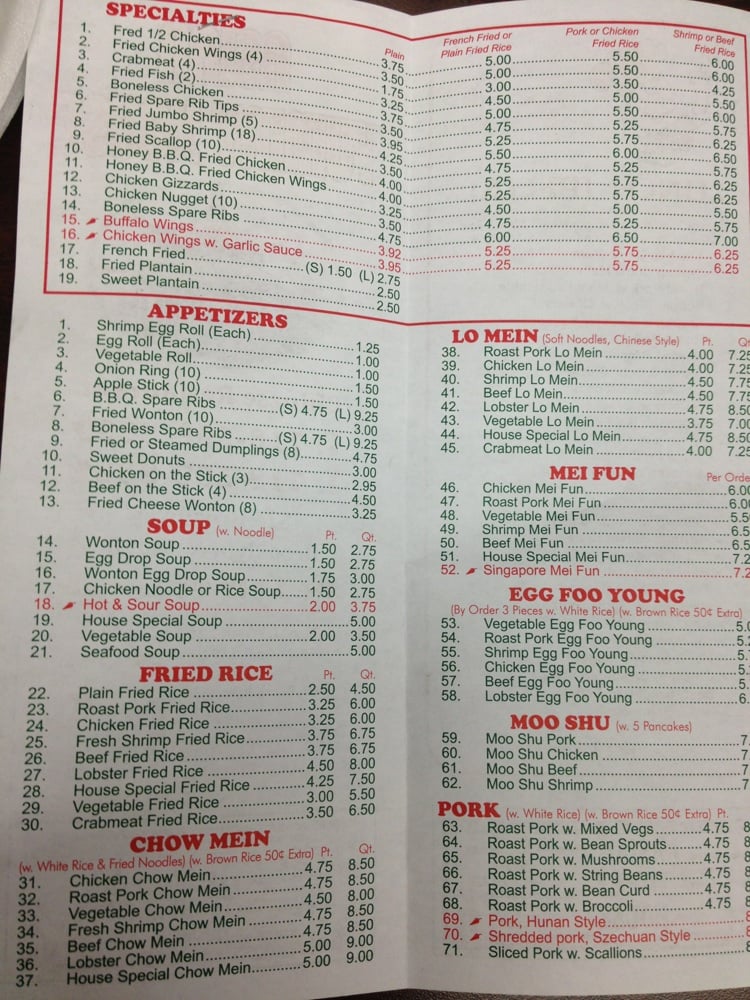 SPECIALTIES
Plain
French Fried or
Plain Fried Rice
Pork or Chicken
Fried Rice
Shrimp or Beef
Fried Rice
1. Fred 1/2 Chicken 3.75 5.00 5.50 6.00
2. Fried Chicken Wings (4) 3.50 5.00 5.50 6.00
3. Crabmeat (4) 1.75 3.00 3.50 4.25
4. Fried Fish (2) 3.25 4.50 5.00 5.50
5. Boneless Chicken 3.75 5.00 5.50 6.00
6. Fried Spare Rib Tips 3.50 4.75 5.25 5.75
7. Fried Jumbo Shrimp (5) 3.95 5.25 5.75 6.25
8. Fried Baby Shrimp (18) 4.25 5.50 6.00 6.50
9. Fried Scallop (10) 3.50 4.75 5.25 5.75
10. Honey B.B.Q. Fried Chicken 4.00 5.25 5.75 6.25
11. Honey B.B.Q. Fried Chicken Wings 4.00 5.25 5.75 6.25
12. Chicken Gizzards 3.25 4.50 5.00 5.50
13. Chicken Nugget (10) 3.50 4.75 5.25 5.75
14. Boneless Spare Ribs 4.75 6.00 6.50 7.00
15. Buffalo Wings 3.92 5.25 5.75 6.25
16. Chicken Wings w. Garlic Sauce 3.95 5.25 5.75 6.25
17. French Fried (S) 1.50 (L) 2.75
18. Fried Plantain 2.50
19. Sweet Plantain 2.50
APPETIZERS
1. Shrimp Egg Roll (Each) 1.25
2. Egg Roll (Each) 1.00
3. Vegetable Roll 1.00
4. Onion Ring (10) 1.50
5. Apple Stick (10) 1.50
6. B.B.Q. Spare Ribs (S) 4.75 (L) 9.25
7. Fried Wonton (10) 3.00
8. Boneless Spare Ribs (S) 4.75 (L) 9.25
9. Fried or Steamed Dumplings (8) 4.75
10. Sweet Donuts 3.00
11. Chicken on the Stick (3) 2.95
12. Beef on the Stick (4) 4.50
13. Fried Cheese Wonton (8) 3.25
SOUP (w. Noodle) Pt. Qt.
14. Wonton Soup 1.50 2.75
15. Egg Drop Soup 1.50 2.75
16. Wonton Egg Drop Soup 1.75 3.00
17. Chicken Noodle or Rice Soup 1.50 2.75
18. Hot & Sour Soup 2.00 3.75
19. House Special Soup 5.00
20. Vegetable Soup 2.00 3.50
21. Seafood Soup 5.00
FRIED RICE Pt. Qt.
22. Plain Fried Rice 2.50 4.50
23. Roast Pork Fried Rice 3.25 6.00
24. Chicken Fried Rice 3.25 6.00
25. Fresh Shrimp Fried Rice 3.75 6.75
26. Beef Fried Rice 3.75 6.75
27. Lobster Fried Rice 4.50 8.00
28. House Special Fried Rice 4.25 7.50
29. Vegetable Fried Rice 3.00 5.50
30. Crabmeat Fried Rice 3.50 6.50
CHOW MEIN
(w. White Rice & Fried Noodles) (w. Brown Rice 50¢ Extra) Pt. Qt.
31. Chicken Chow Mein 4.75 8.50
32. Roast Pork Chow Mein 4.75 8.50
33. Vegetable Chow Mein 4.50 8.00
34. Fresh Shrimp Chow Mein 4.75 8.50
35. Beef Chow Mein 4.75 8.50
36. Lobster Chow Mein 5.00 9.00
37. House Special Chow Mein 5.00 9.00
LO MEIN (Soft Noodles, Chinese Style) Pt.
38. Roast Pork Lo Mein 4.00 7.25
39. Chicken Lo Mein 4.00 7.25
40. Shrimp Lo Mein 4.50 7.75
41. Beef Lo Mein 4.50 7.75
42. Lobster Lo Mein 4.75 8.50
43. Vegetable Lo Mein 3.75 7.00
44. House Special Lo Mein 4.75 8.50
45. Crabmeat Lo Mein 4.00 7.25
MEI FUN
Per
46. Chicken Mei Fun 6.00
47. Roast Pork Mei Fun 6.00
48. Vegetable Mei Fun
49. Shrimp Mei Fun
50. Beef Mei Fun
51. House Special Mei Fun
52. Singapore Mei Fun
EGG FOO YOUNG
(By Order 3 Pieces w. White Rice) (w. Brown Rice 50¢ Extra)
53. Vegetable Egg Foo Young
54. Roast Pork Egg Foo Young
55. Shrimp Egg Foo Young
56. Chicken Egg Foo Young
57. Beef Egg Foo Young
58. Lobster Egg Foo Young
MOO SHU (w. 5 Pancakes)
59. Moo Shu Pork
60. Moo Shu Chicken
61. Moo Shu Beef
62. Moo Shu Shrimp
PORK (w. White Rice) (w. Brown Rice 50¢ Extra) Pt.
63. Roast Pork w. Mixed Vegs 4.75
64. Roast Pork w. Bean Sprouts 4.75
65. Roast Pork w. Mushrooms 4.75
66. Roast Pork w. String Beans 4.75
67. Roast Pork w. Bean Curd 4.75
68. Roast Pork w. Broccoli 4.75
69. Pork, Hunan Style
70. Shredded pork, Szechuan Style
71. Sliced Pork w. Scallions